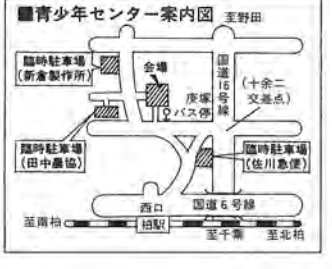 ■青少年センター案内図
至野田
臨時駐車場
(新倉製作所)
会場
国道16号線
(十余二
交差点)
庚塚
バス停
臨時駐車場
(田中農協)
臨時駐車場
(佐川急便)
西口
国道6号線
至南柏
柏駅
至千葉
至北柏